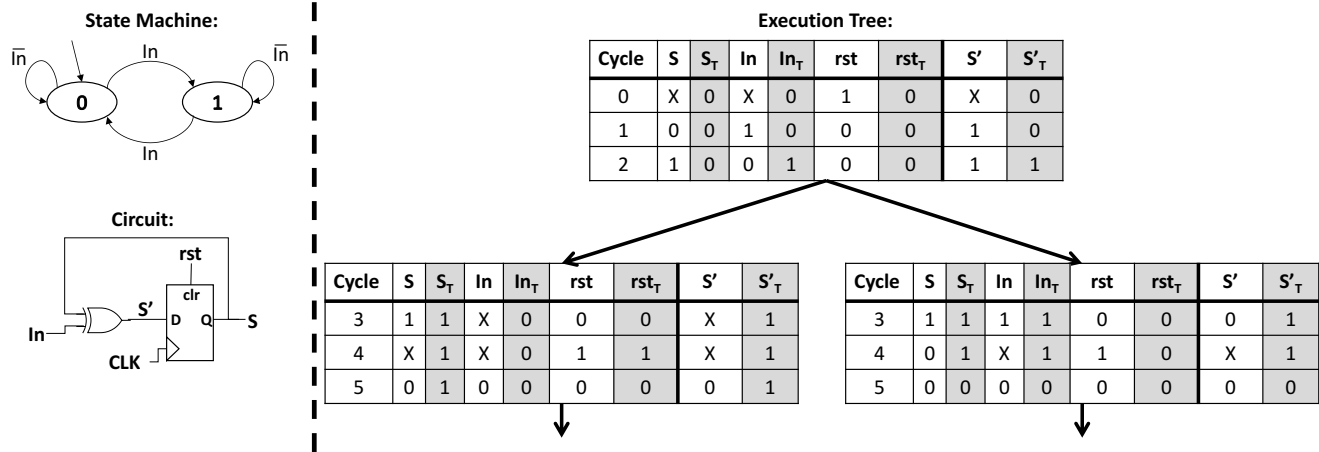 State Machine:
In
In
In
0
1
In
Circuit:
rst
clr
S'
D
Q
S
In
CLK
Execution Tree:
Cycle S S_T In In_T rst rst_T S' S'_T
0 X 0 X 0 1 0 X 0
1 0 0 1 0 0 0 1 0
2 1 0 0 1 0 0 1 1
Cycle S S_T In In_T rst rst_T S' S'_T
3 1 1 X 0 0 0 X 1
4 X 1 X 0 1 1 X 1
5 0 1 0 0 0 0 0 1
Cycle S S_T In In_T rst rst_T S' S'_T
3 1 1 1 1 0 0 0 1
4 0 1 X 1 1 0 X 1
5 0 0 0 0 0 0 0 0